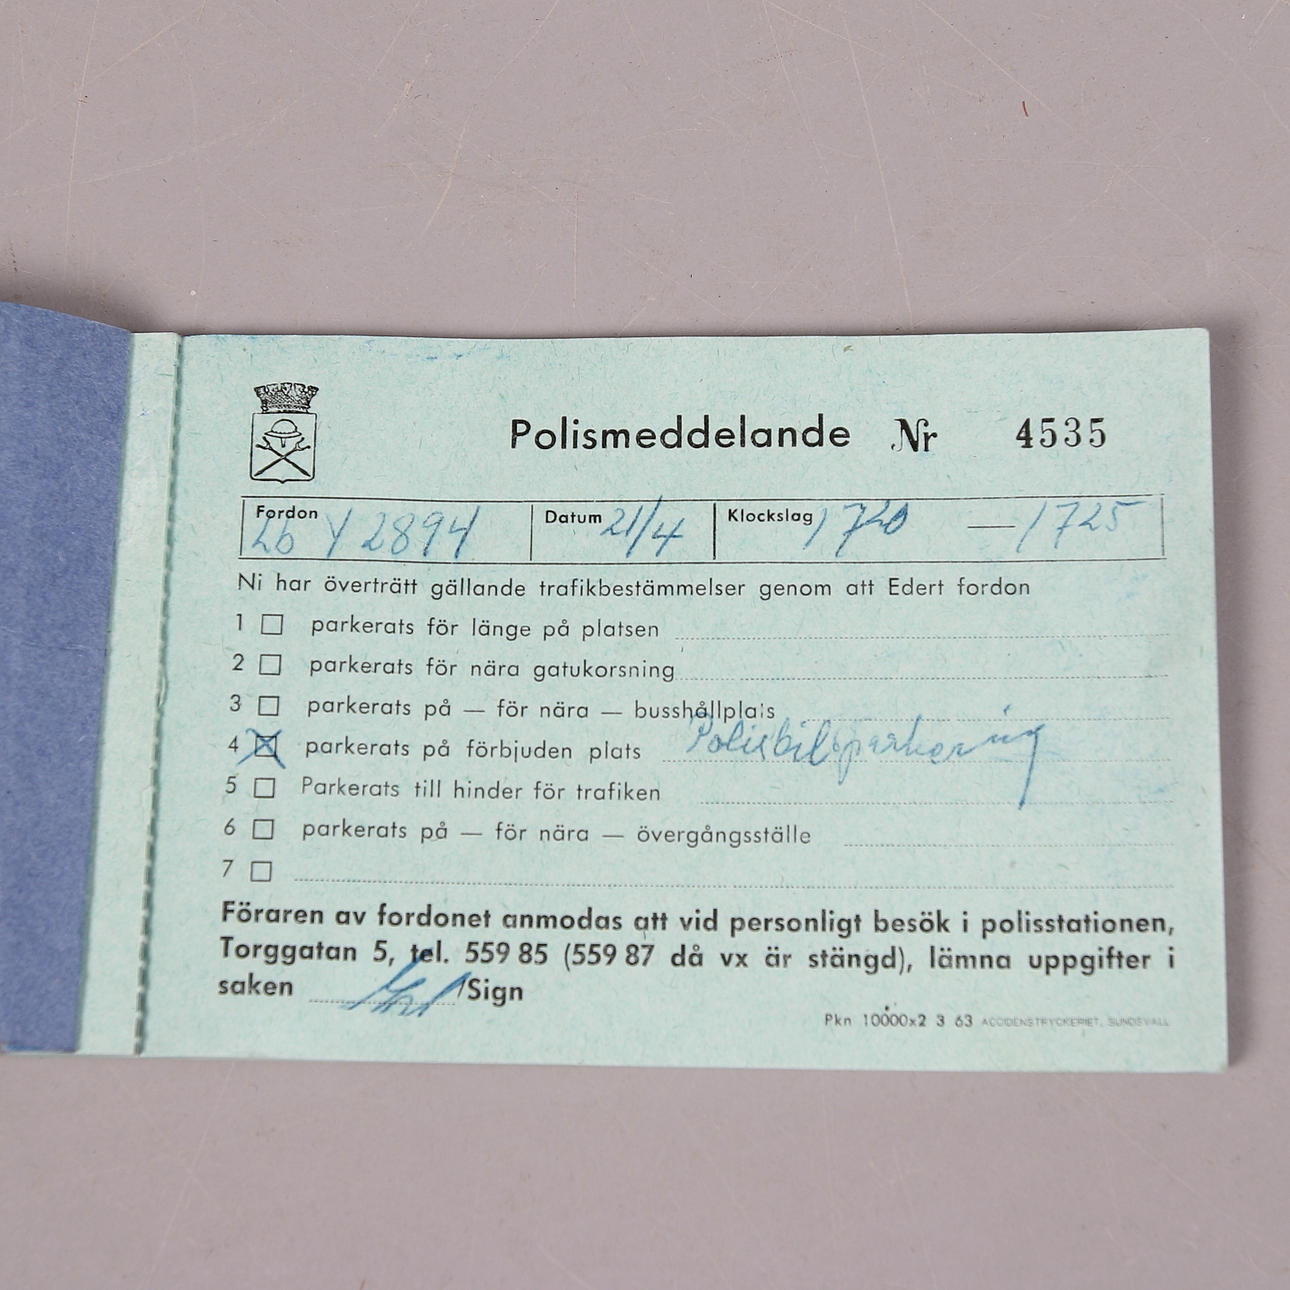 Polismeddelande Nr 4535
Fordon Lb Y 2894 Datum 21/4 Klockslag 1720 — 1725
Ni har överträtt gällande trafikbestämmelser genom att Edert fordon
1 parkerats för länge på platsen
2 parkerats för nära gatukorsning
3 parkerats på — för nära — busshållplats
4 parkerats på förbjuden plats Polisbilsparkering
5 Parkerats till hinder för trafiken
6 parkerats på — för nära — övergångsställe
7
Föraren av fordonet anmodas att vid personligt besök i polisstationen,
Torggatan 5, tel. 559 85 (559 87 då vx är stängd), lämna uppgifter i
saken /Sign
Pkn 10000x2 3 63 ACCIDENSTRYCKERIET, SUNDSVALL